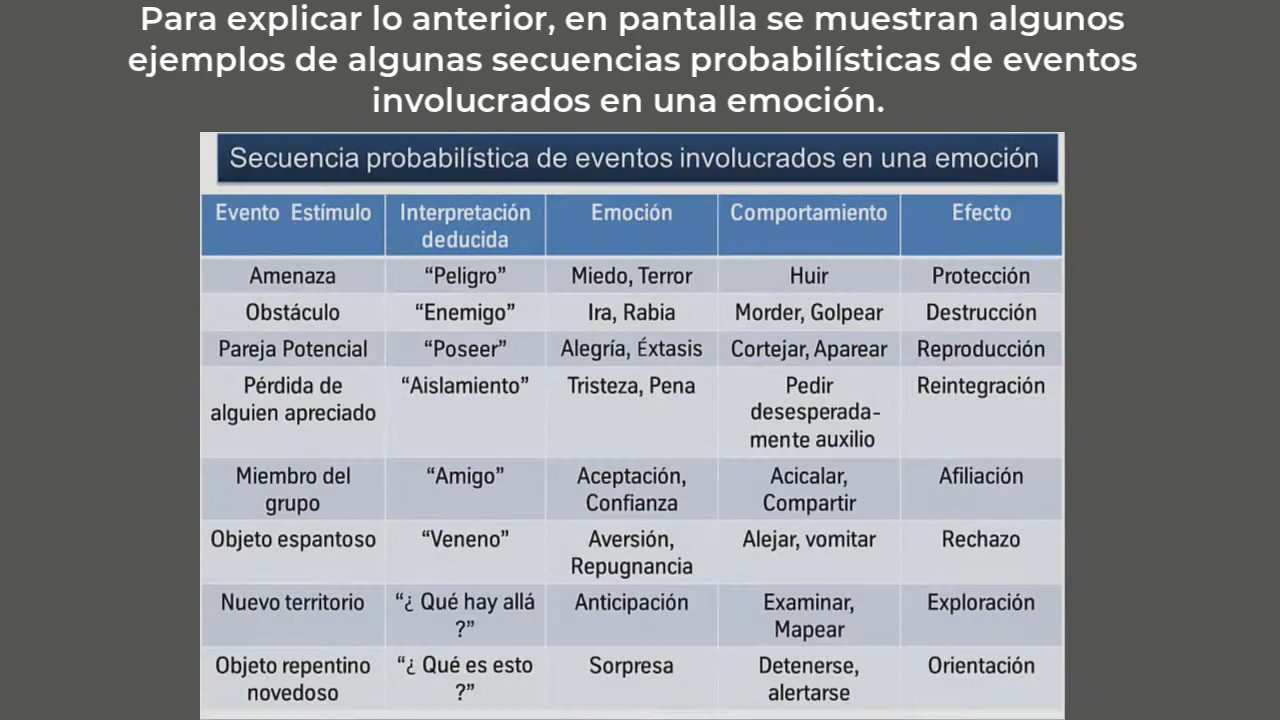 Para explicar lo anterior, en pantalla se muestran algunos
ejemplos de algunas secuencias probabilísticas de eventos
involucrados en una emoción.
Secuencia probabilística de eventos involucrados en una emoción
Evento Estímulo Interpretación deducida Emoción Comportamiento Efecto
Amenaza “Peligro” Miedo, Terror Huir Protección
Obstáculo “Enemigo” Ira, Rabia Morder, Golpear Destrucción
Pareja Potencial “Poseer” Alegría, Éxtasis Cortejar, Aparear Reproducción
Pérdida de alguien apreciado “Aislamiento” Tristeza, Pena Pedir desesperada-mente auxilio Reintegración
Miembro del grupo “Amigo” Aceptación, Confianza Acicalar, Compartir Afiliación
Objeto espantoso “Veneno” Aversión, Repugnancia Alejar, vomitar Rechazo
Nuevo territorio “¿ Qué hay allá ?” Anticipación Examinar, Mapear Exploración
Objeto repentino novedoso “¿ Qué es esto ?” Sorpresa Detenerse, alertarse Orientación